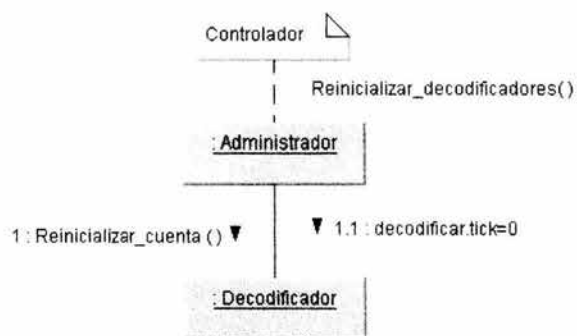 Controlador
Reinicializar_decodificadores()
: Administrador
1 : Reinicializar_cuenta ()
1.1 : decodificar.tick=0
: Decodificador